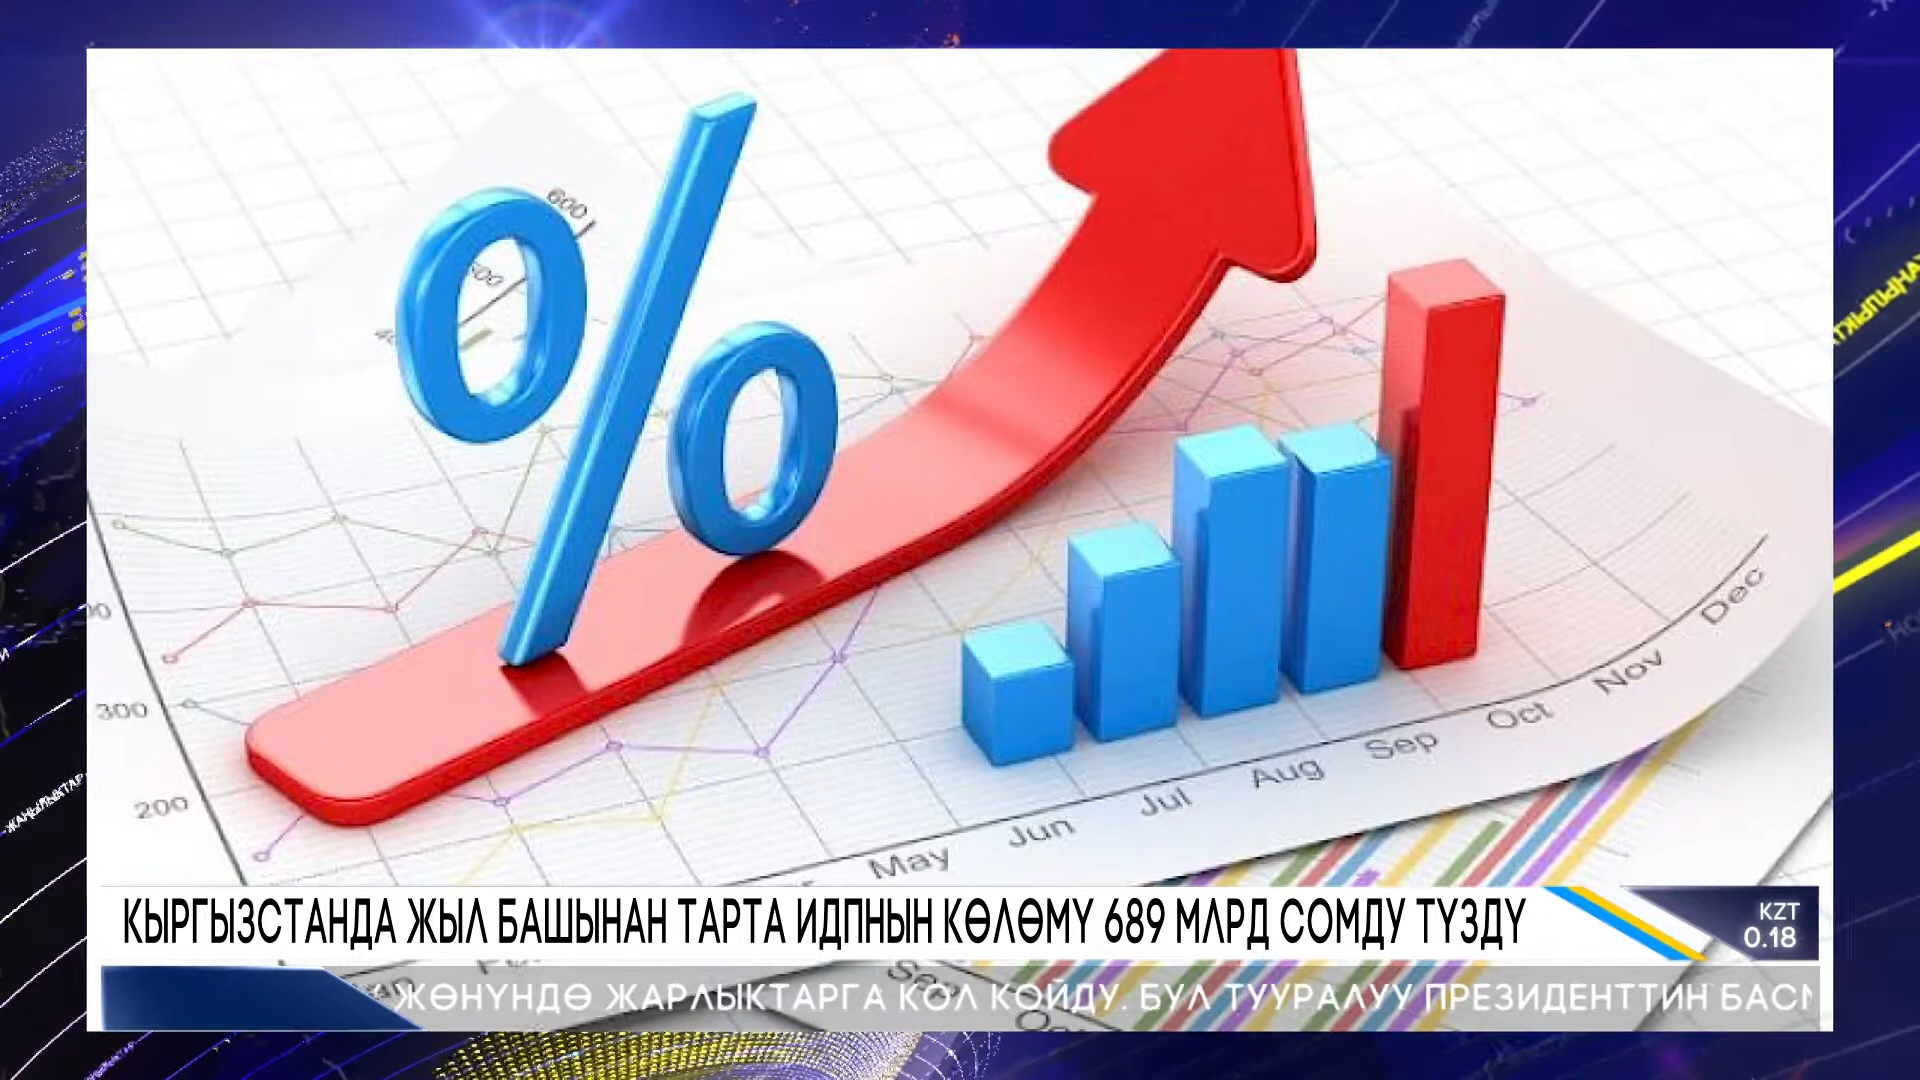 %
600
300
200
May
Jun
Jul
Aug
Sep
Oct
Nov
Dec
КЫРГЫЗСТАНДА ЖЫЛ БАШЫНАН ТАРТА ИДПНЫН КӨЛӨМҮ 689 МЛРД СОМДУ ТҮЗДҮ
KZT
0.18
ЖӨНҮНДӨ ЖАРЛЫКТАРГА КОЛ КОЙДУ. БУЛ ТУУРАЛУУ ПРЕЗИДЕНТТИН